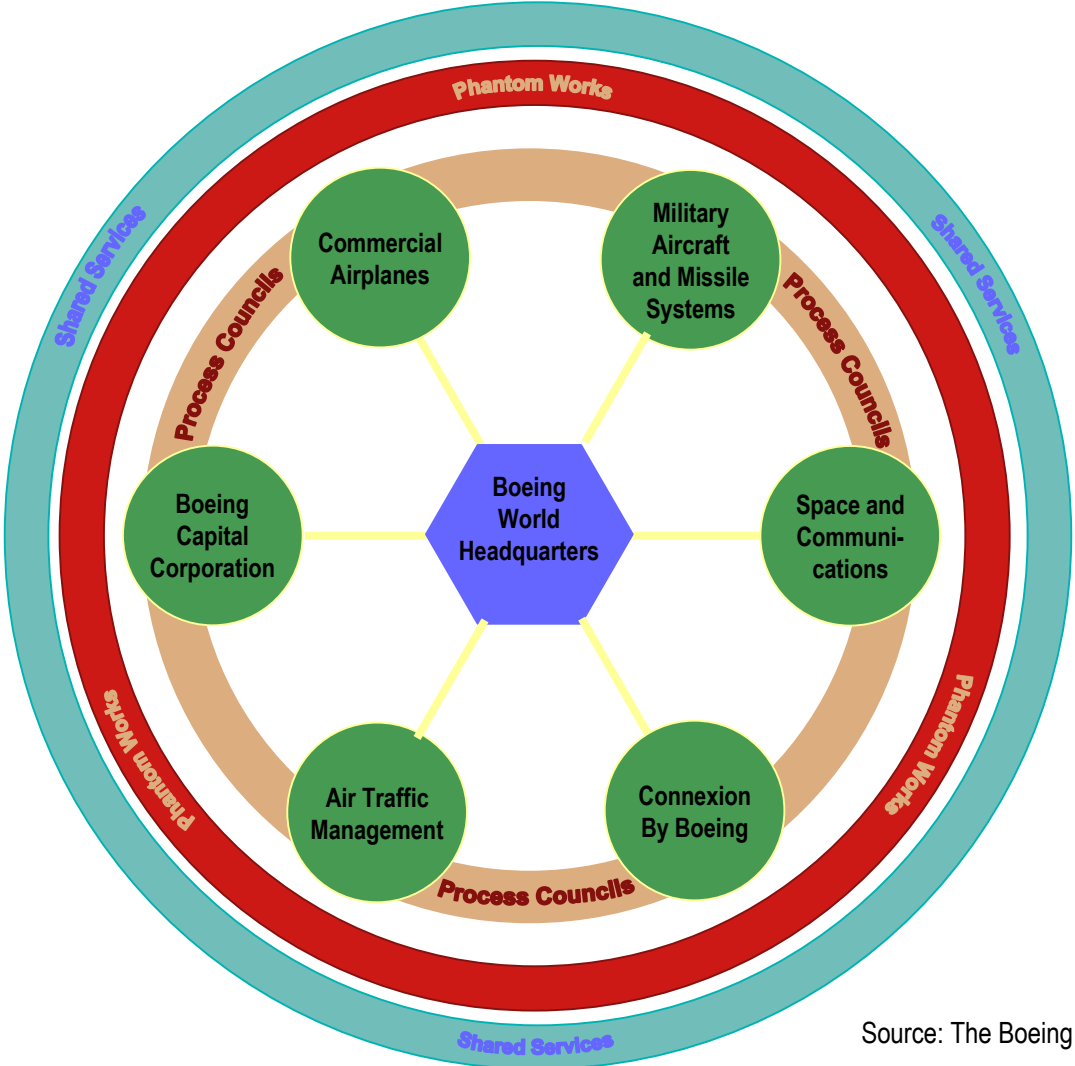 Phantom Works
Shared Services
Shared Services
Commercial
Airplanes
Military
Aircraft
and Missile
Systems
Process Councils
Process Councils
Boeing
Capital
Corporation
Boeing
World
Headquarters
Space and
Communi-
cations
Phantom Works
Phantom Works
Air Traffic
Management
Connexion
By Boeing
Process Councils
Shared Services
Source: The Boeing